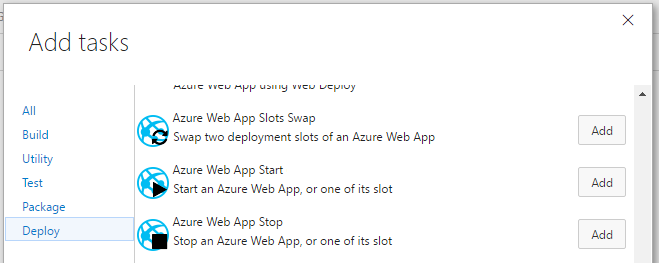 Add tasks
Azure Web App using Web Deploy
All
Build
Utility
Test
Package
Deploy
Azure Web App Slots Swap
Swap two deployment slots of an Azure Web App
Add
Azure Web App Start
Start an Azure Web App, or one of its slot
Add
Azure Web App Stop
Stop an Azure Web App, or one of its slot
Add